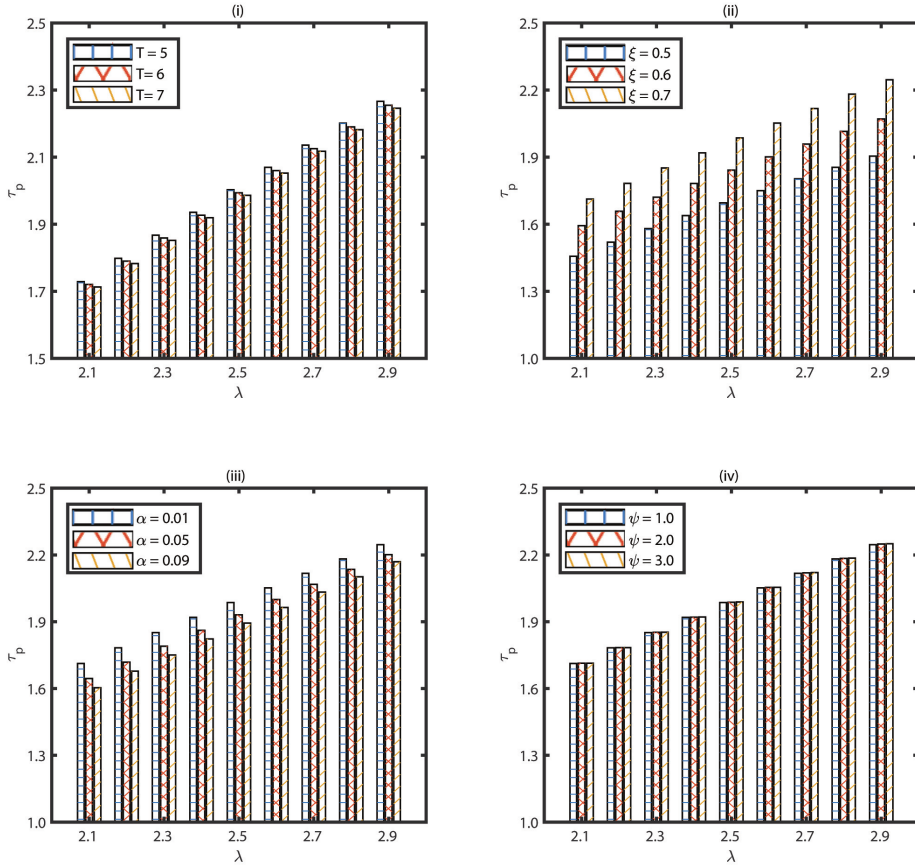 (i)
2.5
2.3
2.1
1.9
1.7
1.5
τp
T = 5
T= 6
T= 7
2.1 2.3 2.5 2.7 2.9
λ
(ii)
2.5
2.2
1.9
1.6
1.3
1.0
τp
ξ = 0.5
ξ = 0.6
ξ = 0.7
2.1 2.3 2.5 2.7 2.9
λ
(iii)
2.5
2.2
1.9
1.6
1.3
1.0
τp
α = 0.01
α = 0.05
α = 0.09
2.1 2.3 2.5 2.7 2.9
λ
(iv)
2.5
2.2
1.9
1.6
1.3
1.0
τp
ψ = 1.0
ψ = 2.0
ψ = 3.0
2.1 2.3 2.5 2.7 2.9
λ